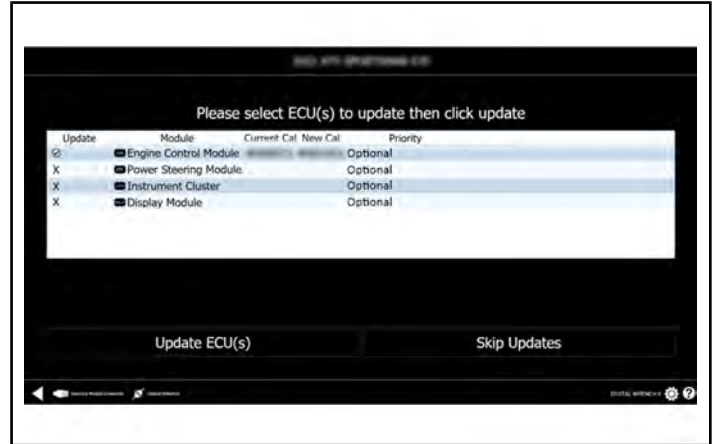 Please select ECU(s) to update then click update
Update Module Current Cal New Cal Priority
Engine Control Module Optional
X Power Steering Module Optional
X Instrument Cluster Optional
X Display Module Optional
Update ECU(s) Skip Updates